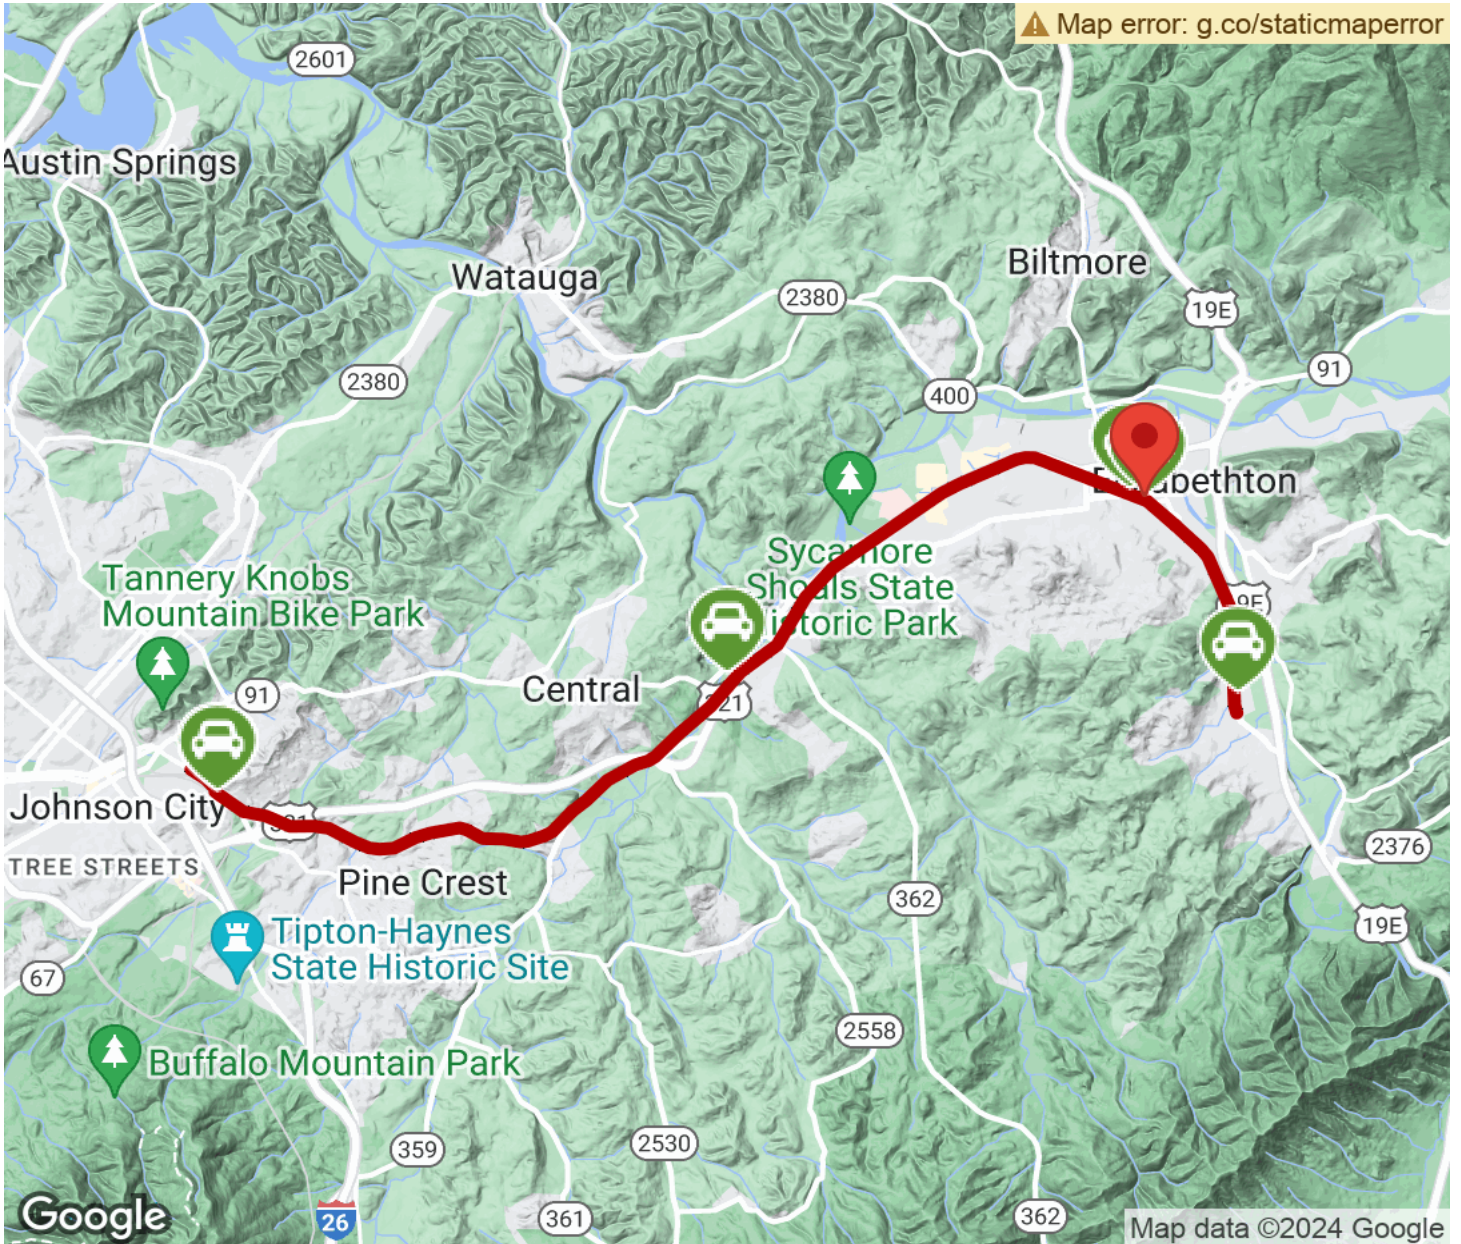 Map error: g.co/staticmaperror
2601
Austin Springs
Biltmore
Watauga
2380
19E
2380
91
400
Sycamore
Shoals State
Historic Park
Tannery Knobs
Mountain Bike Park
91
Central
Johnson City
TREE STREETS
Pine Crest
2376
362
19E
Tipton-Haynes
State Historic Site
67
2558
Buffalo Mountain Park
359
2530
26
361
362
Google
Map data ©2024 Google